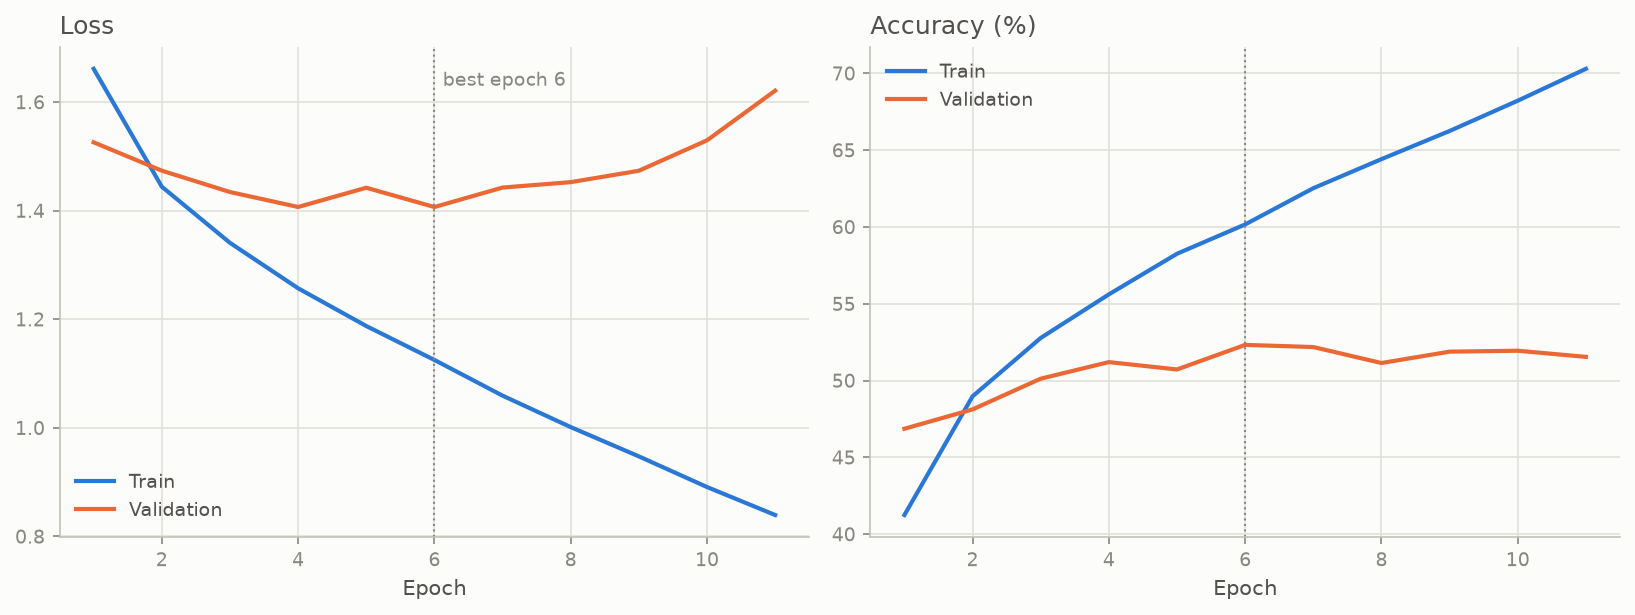 Loss
1.6
1.4
1.2
1.0
0.8
best epoch 6
Train
Validation
2 4 6 8 10
Epoch
Accuracy (%)
Train
Validation
70
65
60
55
50
45
40
2 4 6 8 10
Epoch